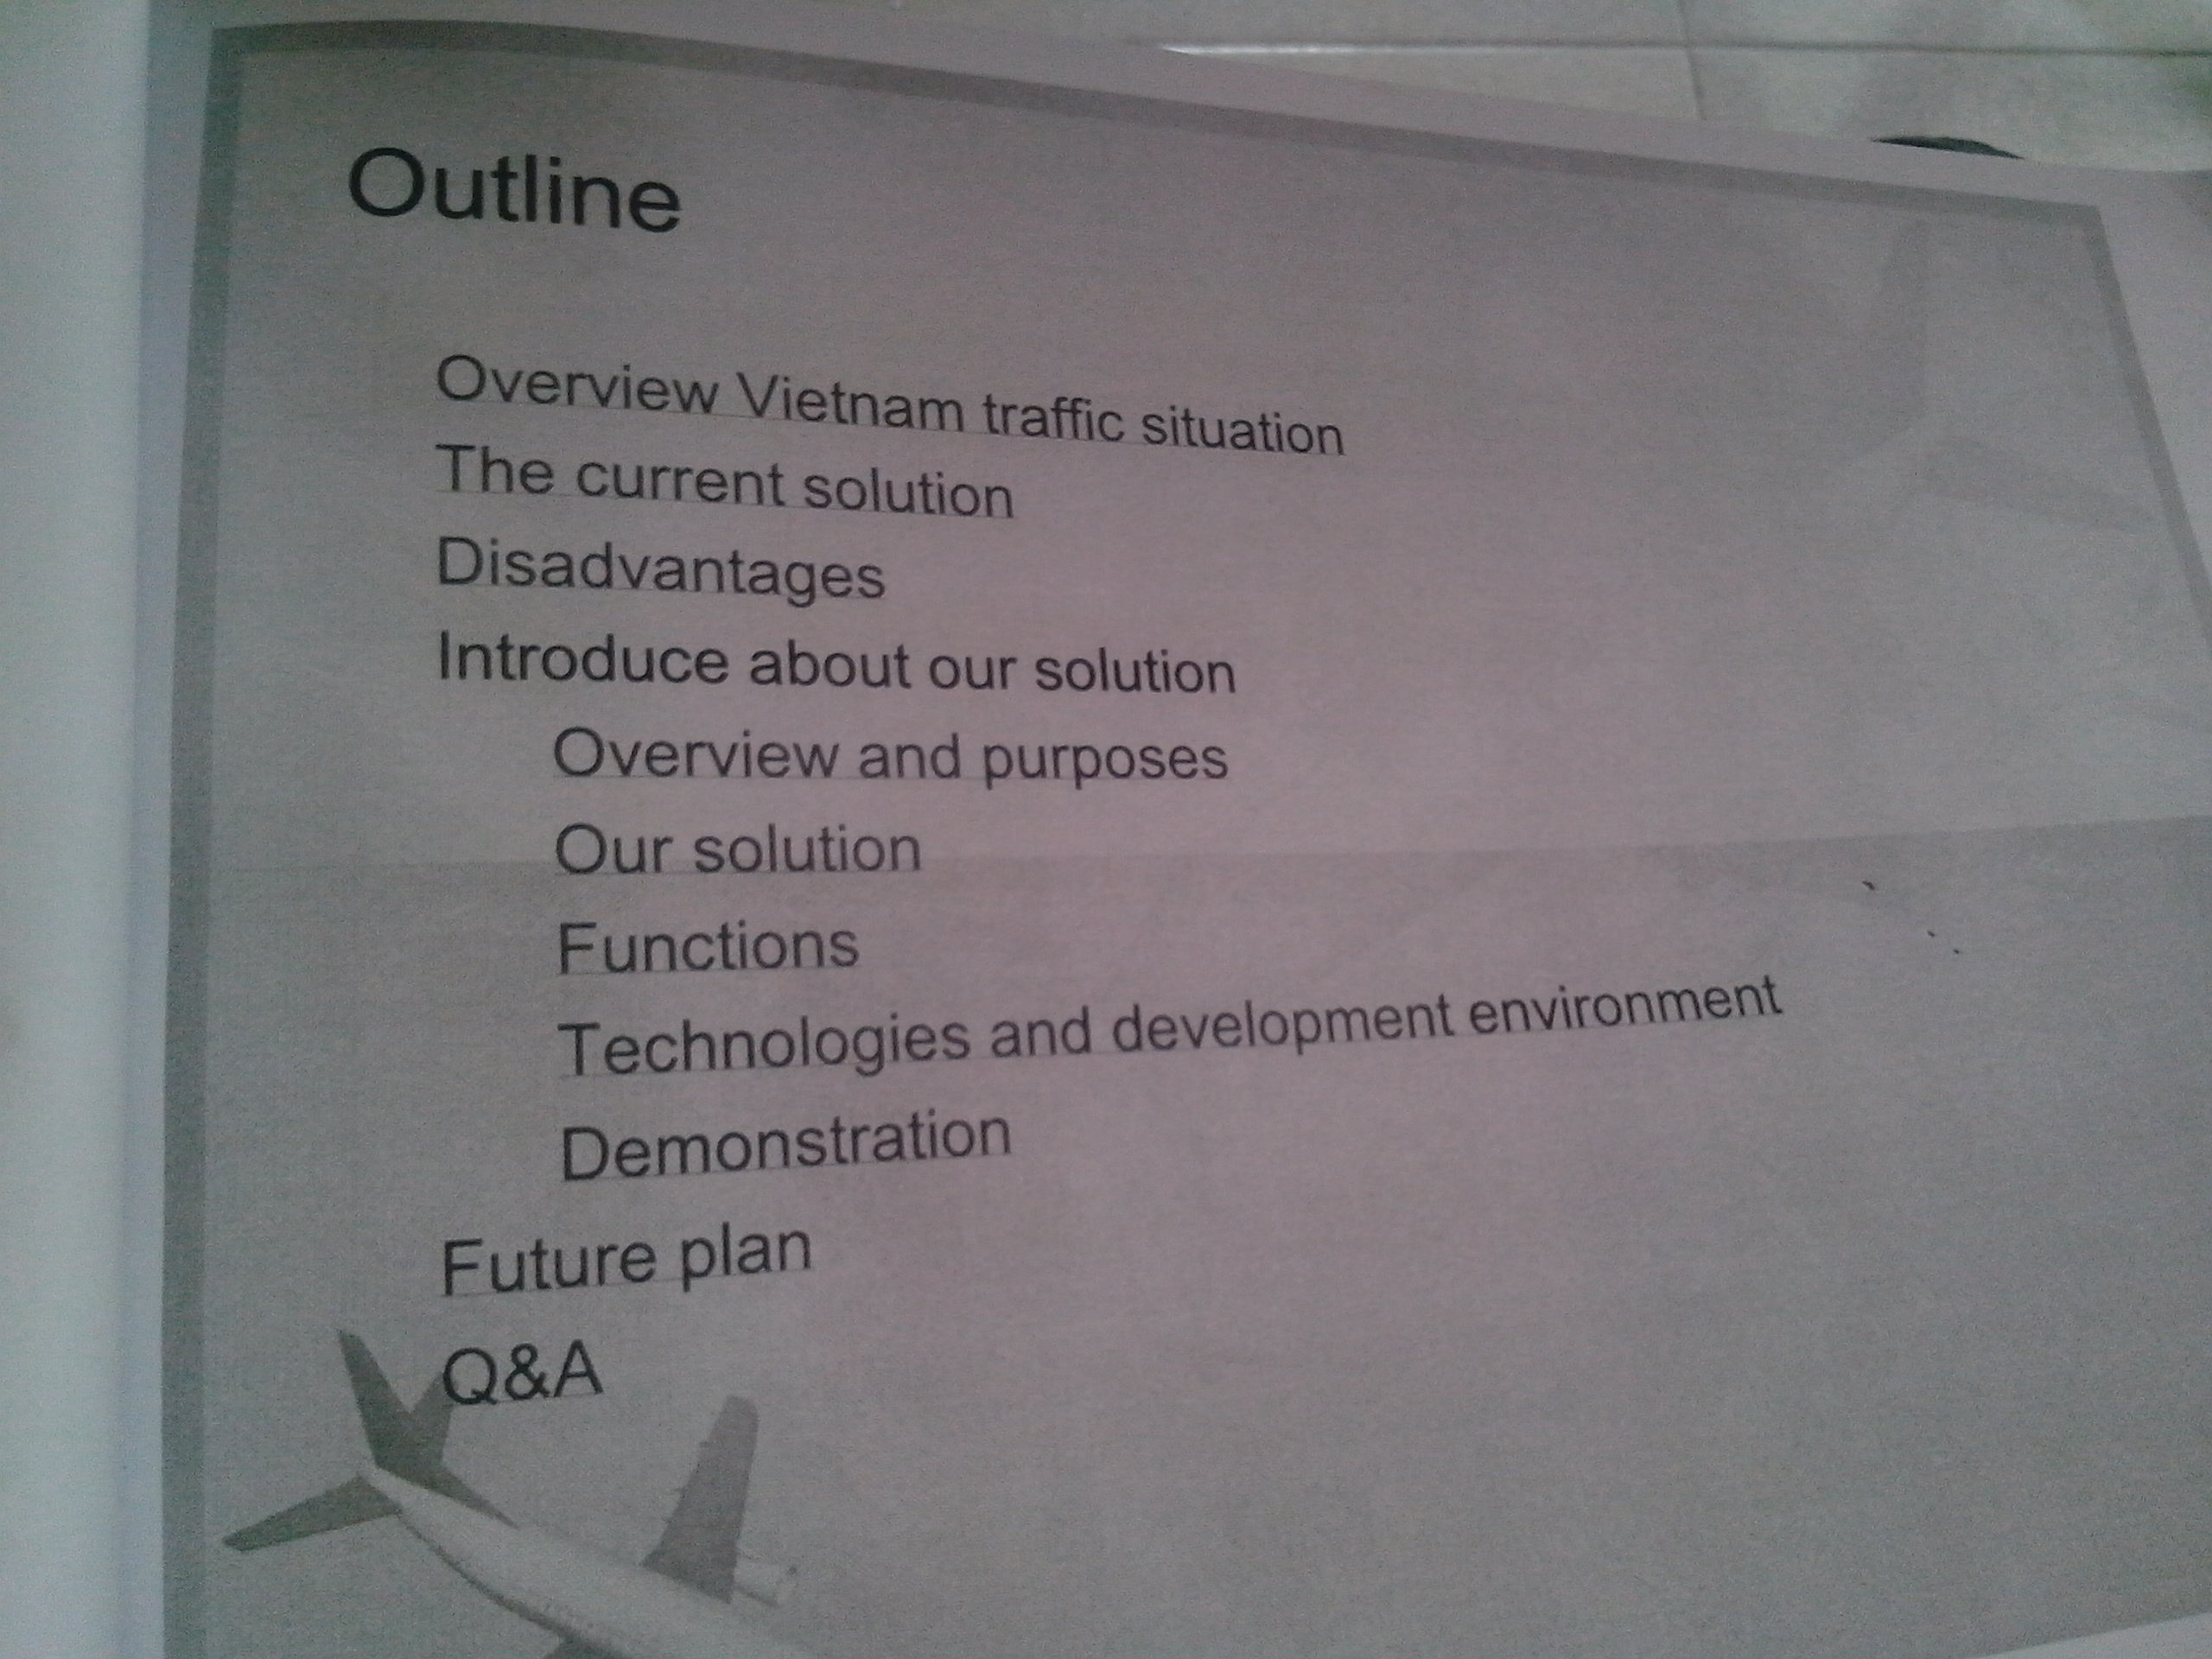 Outline
Overview Vietnam traffic situation
The current solution
Disadvantages
Introduce about our solution
Overview and purposes
Our solution
Functions
Technologies and development environment
Demonstration
Future plan
Q&A